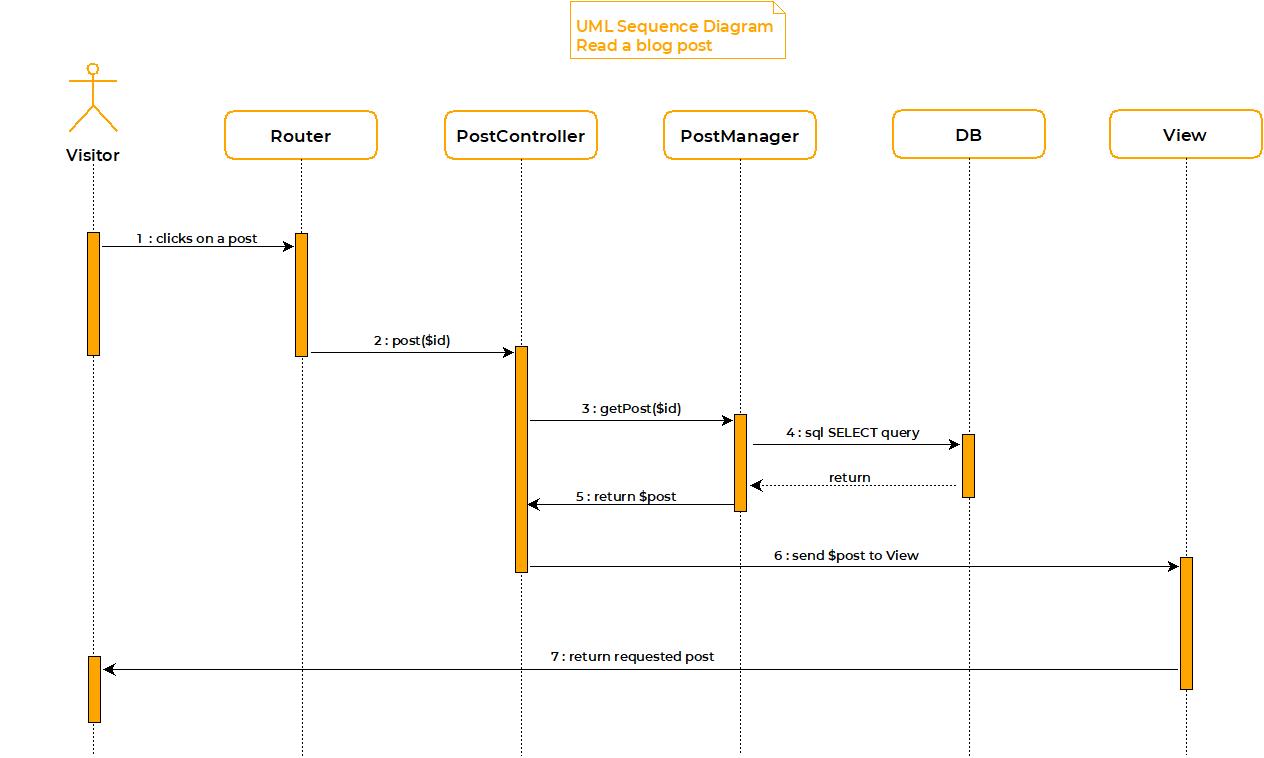 UML Sequence Diagram
Read a blog post
Visitor
Router
PostController
PostManager
DB
View
1 : clicks on a post
2 : post($id)
3 : getPost($id)
4 : sql SELECT query
return
5 : return $post
6 : send $post to View
7 : return requested post